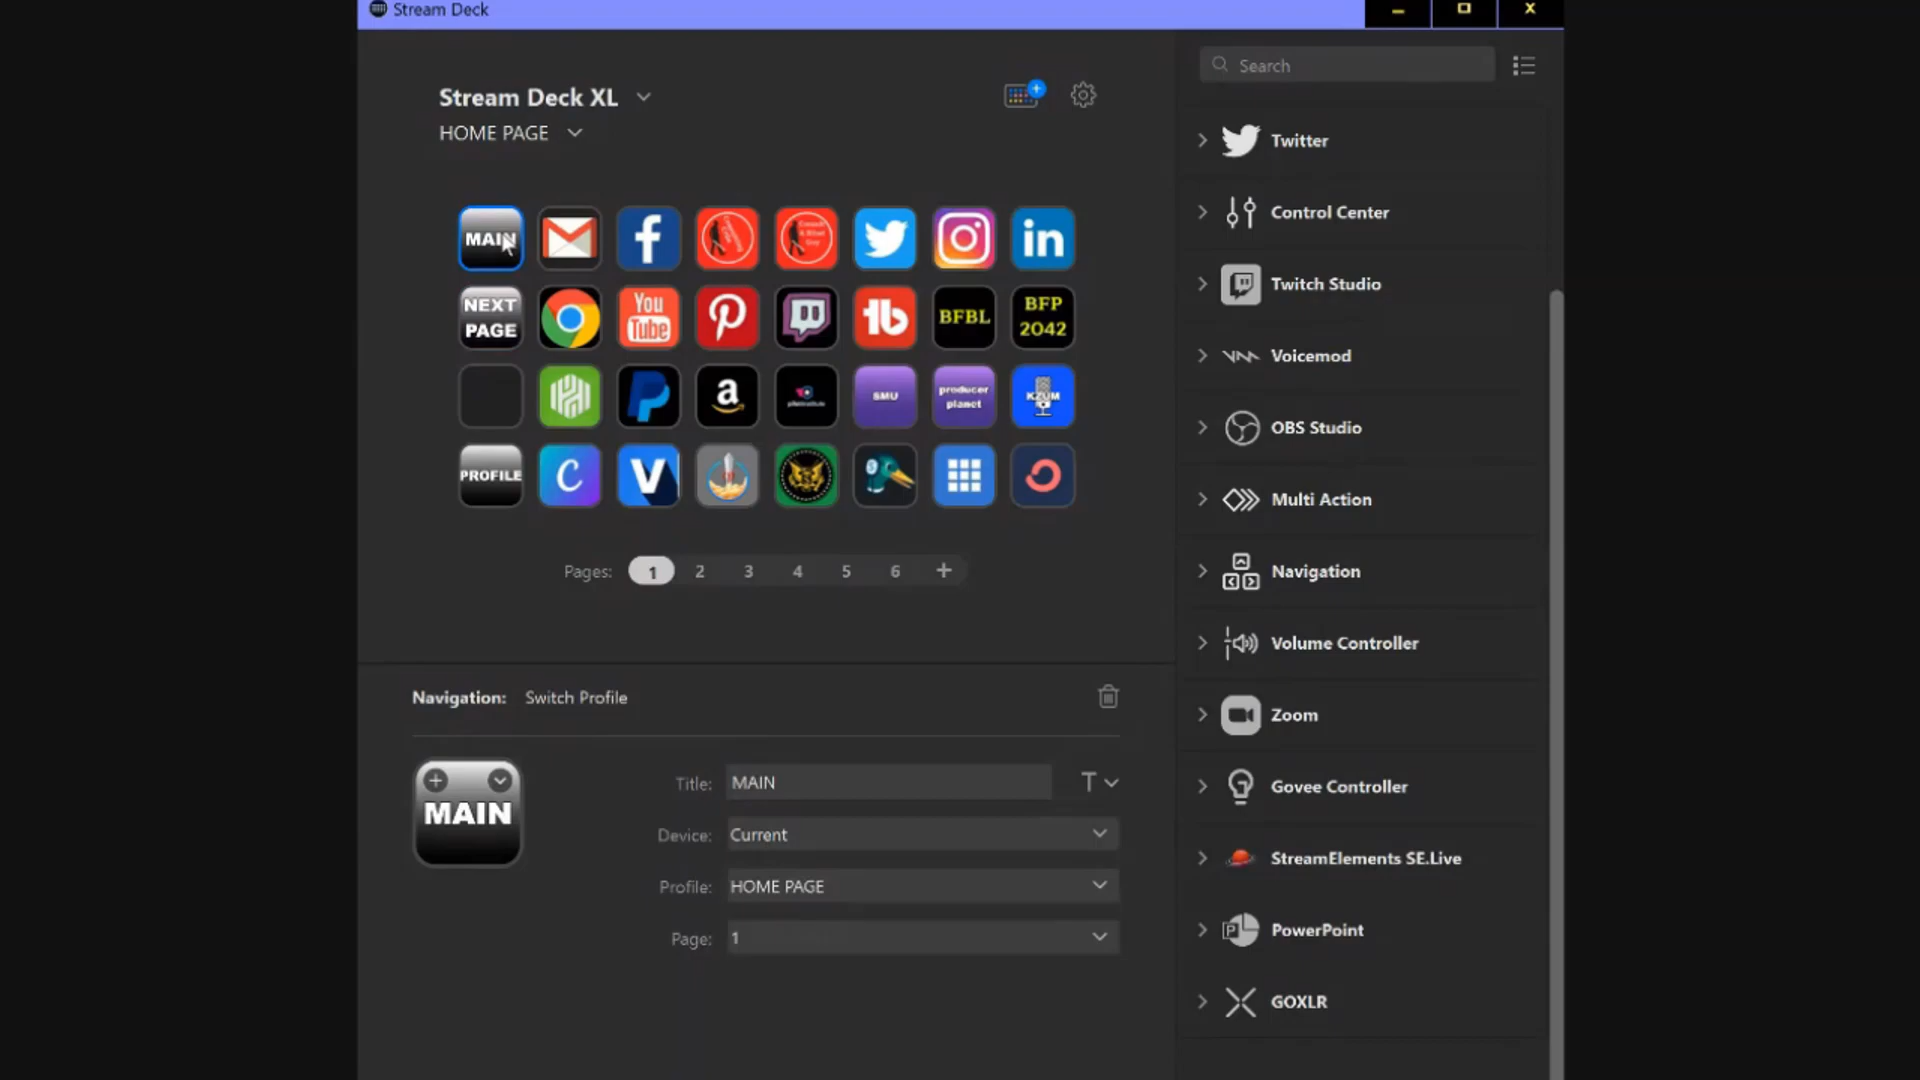 Stream Deck
Search
Stream Deck XL
HOME PAGE
MAIN
NEXT
PAGE
You
Tube
BFBL
BFP
2042
a
SMU
producer
planet
KZUM
PROFILE
C
V
Pages: 1 2 3 4 5 6 +
Navigation: Switch Profile
MAIN
Title: MAIN
T
Device: Current
Profile: HOME PAGE
Page: 1
Twitter
Control Center
Twitch Studio
Voicemod
OBS Studio
Multi Action
Navigation
Volume Controller
Zoom
Govee Controller
StreamElements SE.Live
PowerPoint
GOXLR